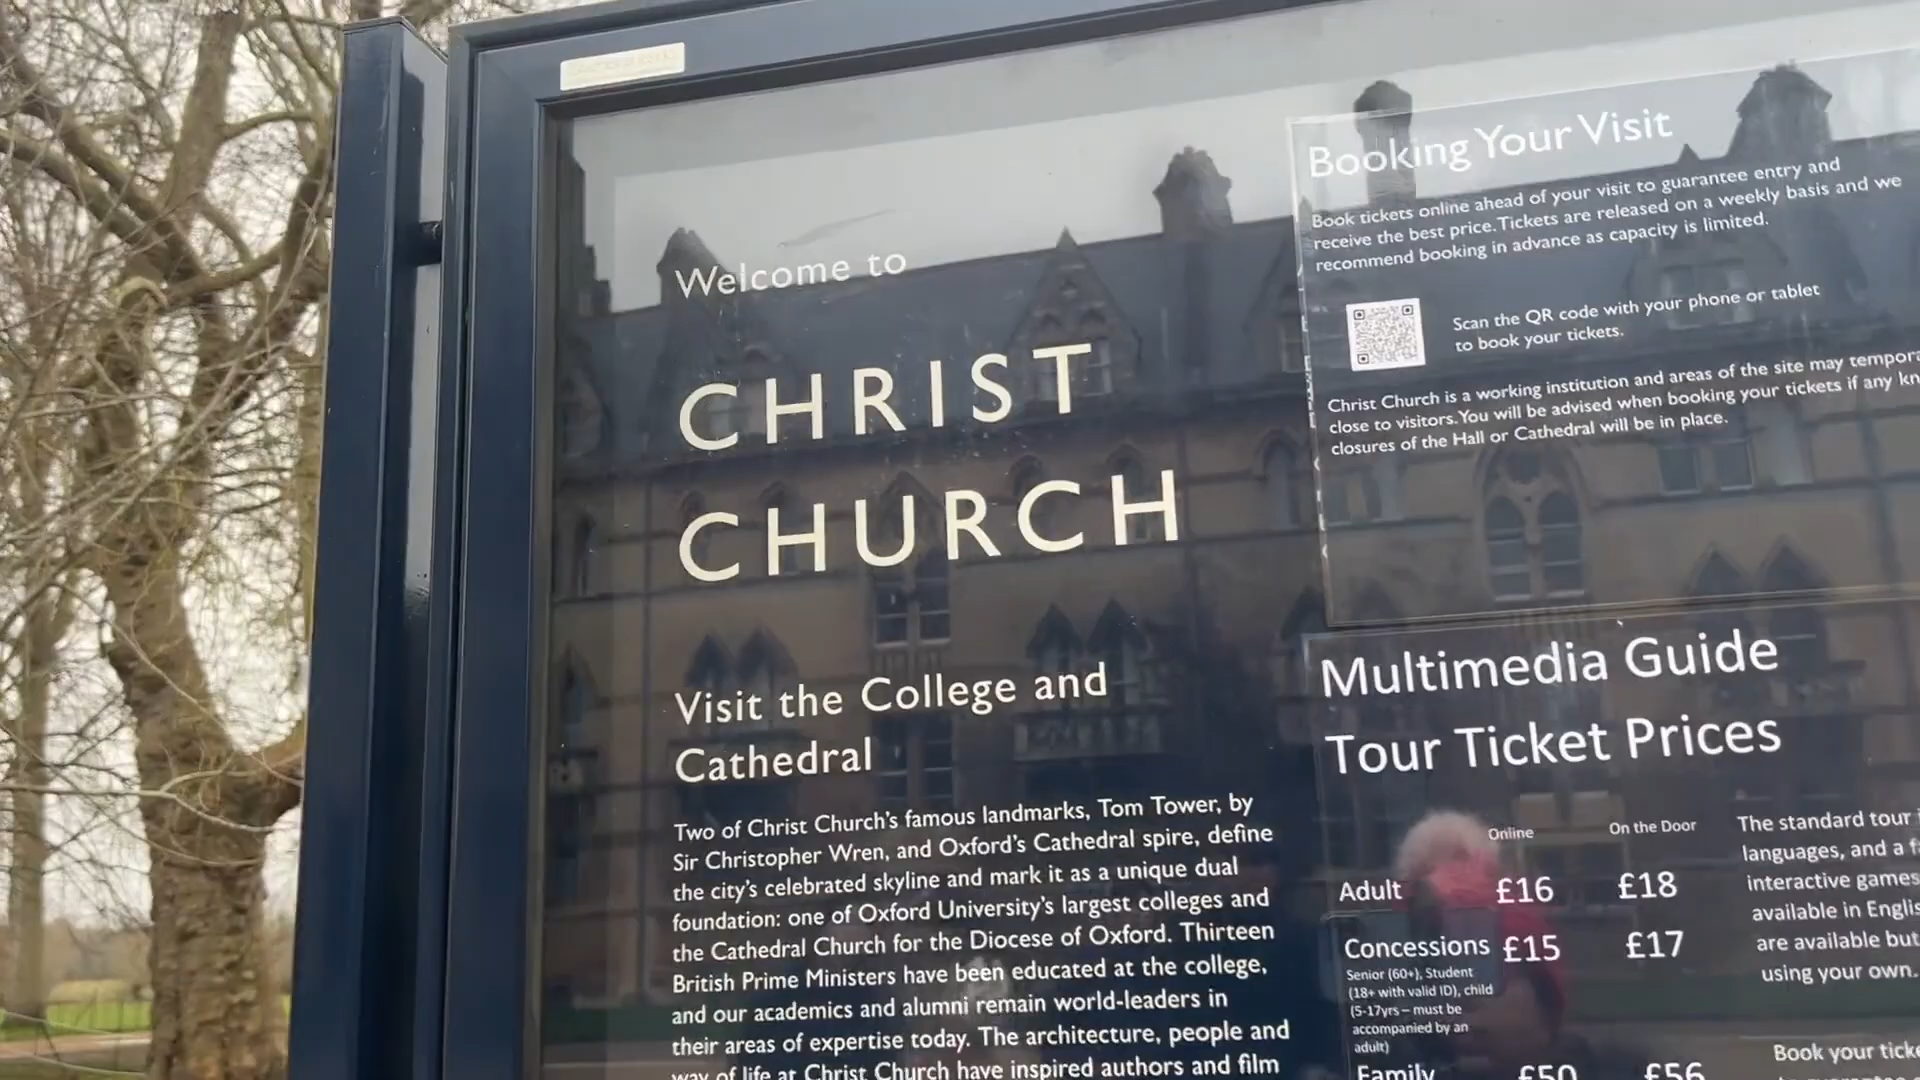 Welcome to
CHRIST
CHURCH
Visit the College and
Cathedral
Two of Christ Church's famous landmarks, Tom Tower, by
Sir Christopher Wren, and Oxford's Cathedral spire, define
the city's celebrated skyline and mark it as a unique dual
foundation: one of Oxford University's largest colleges and
the Cathedral Church for the Diocese of Oxford. Thirteen
British Prime Ministers have been educated at the college,
and our academics and alumni remain world-leaders in
their areas of expertise today. The architecture, people and
way of life at Christ Church have inspired authors and film
Booking Your Visit
Book tickets online ahead of your visit to guarantee entry and
receive the best price. Tickets are released on a weekly basis and we
recommend booking in advance as capacity is limited.
Scan the QR code with your phone or tablet
to book your tickets.
Christ Church is a working institution and areas of the site may
close to visitors. You will be advised when booking your tickets if any
closures of the Hall or Cathedral will be in place.
Multimedia Guide
Tour Ticket Prices
Online On the Door
Adult £16 £18
Concessions £15 £17
Senior (60+), Student
(18+ with valid ID), child
(5-17yrs – must be
accompanied by an
adult)
Family £50 £56
The standard tour
languages, and a
interactive games
available in
are available but
using your own.
Book your